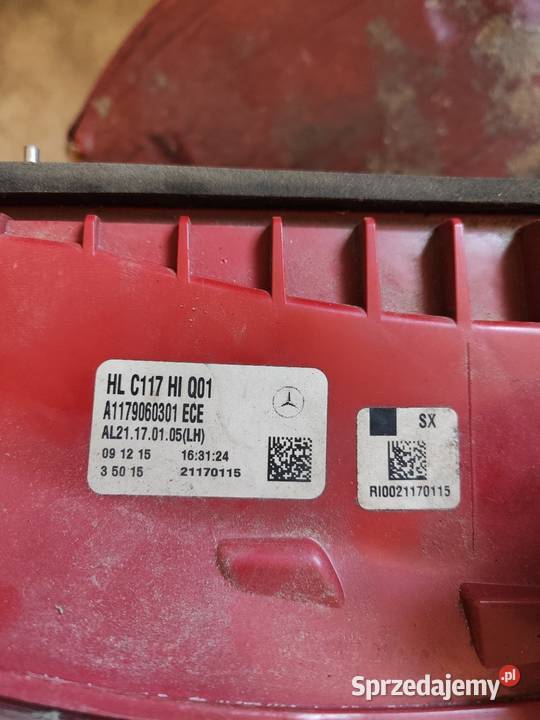 HL C117 HI Q01
A1179060301 ECE
AL21.17.01.05(LH)
09 12 15 16:31:24
3 50 15 21170115
SX
RI0021170115
Sprzedajemy.pl